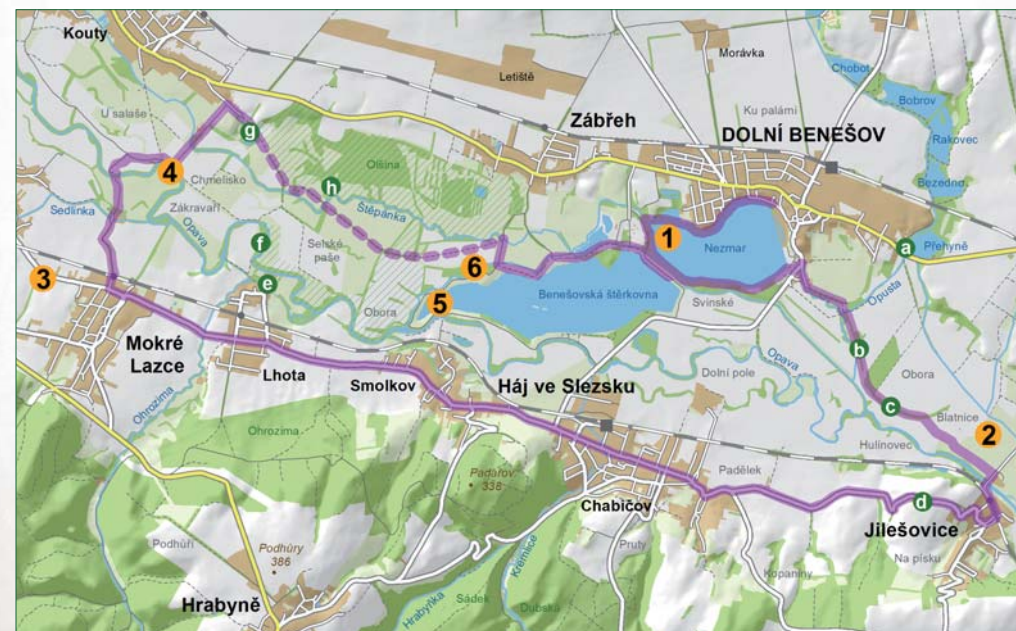 Kouty
Morávka
Letiště
Chobot
Bobrov
Ku palární
U salaše
Zábřeh
DOLNÍ BENEŠOV
Rakovec
g
Olšina
Bezedno
4
Chmelisko
h
Štěpánka
Sedlinka
Zákravaří
1
Nezmar
a
Přehyně
Opava
f
Selské
paše
6
3
e
5
Benešovská štěrkovna
Svinské
Opusta
Obora
b
Mokré
Lazce
Opava
Obora
Lhota
Smolkov
Háj ve Slezsku
Dolní pole
c
Blatnice
Ohrozima
2
Hulínovec
Ohrozima
Padařov
338
Padělek
Chabičov
d
Jilešovice
Podhůří
Podhůry
386
Pruty
Kremlice
Na písku
Kopaniny
Hrabyně
Hrabyňka
Sádek
Dubská